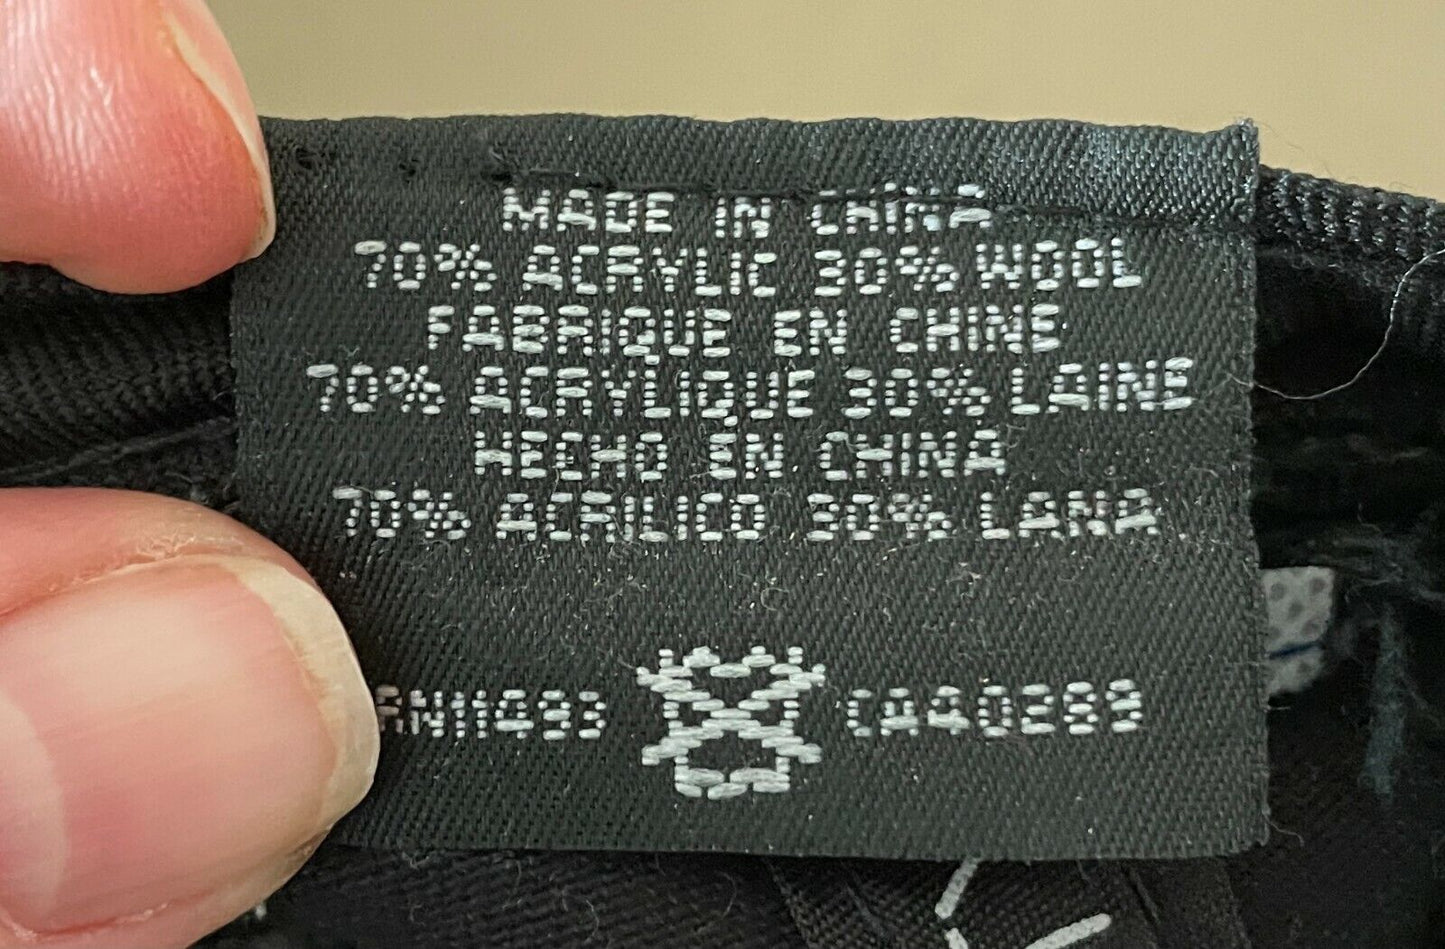 MADE IN CHINA
70% ACRYLIC 30% WOOL
FABRIQUE EN CHINE
70% ACRYLIQUE 30% LAINE
HECHO EN CHINA
70% ACRILICO 30% LANA
CA40289